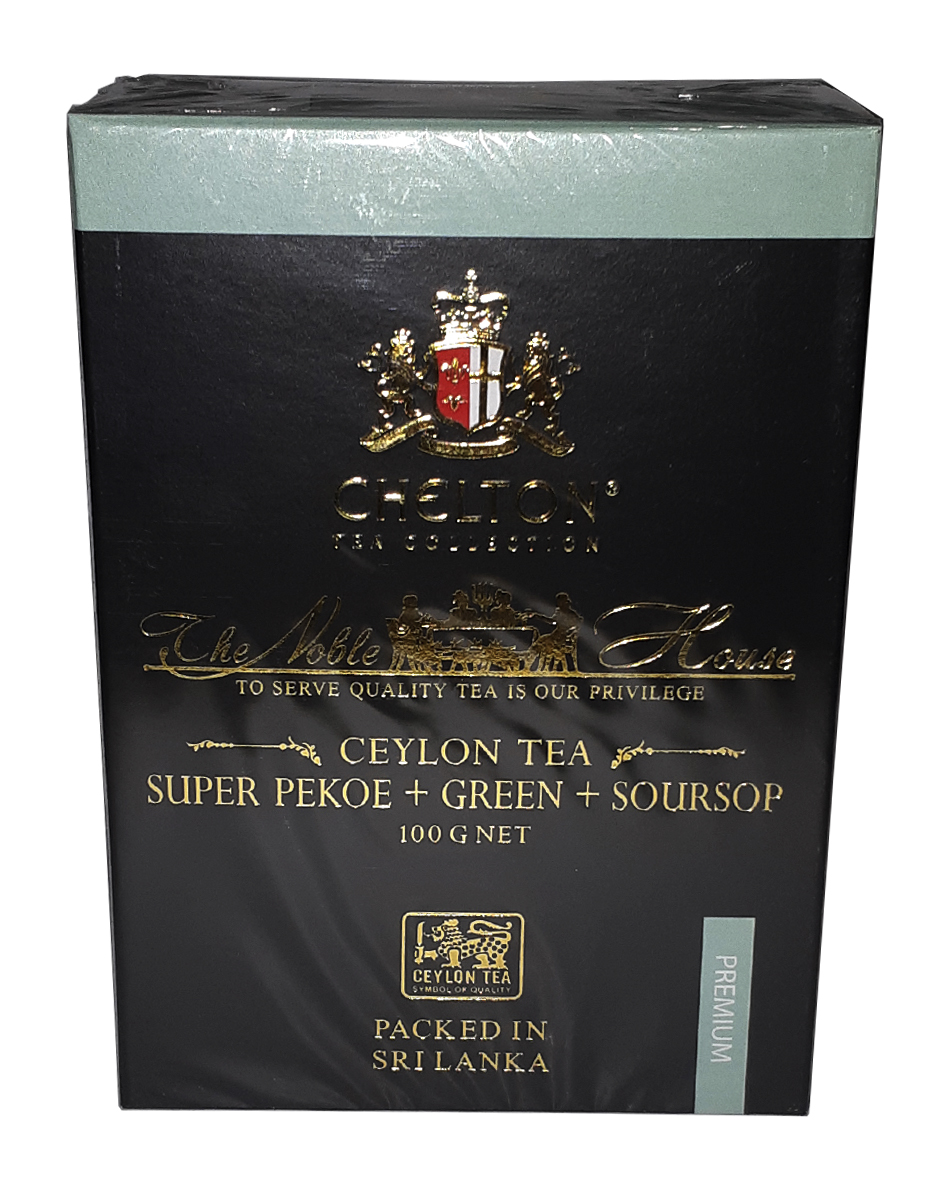 CHELTON®
TEA COLLECTION
The Noble House
TO SERVE QUALITY TEA IS OUR PRIVILEGE
CEYLON TEA
SUPER PEKOE + GREEN + SOURSOP
100 G NET
CEYLON TEA
SYMBOL OF QUALITY
PACKED IN
SRI LANKA
PREMIUM